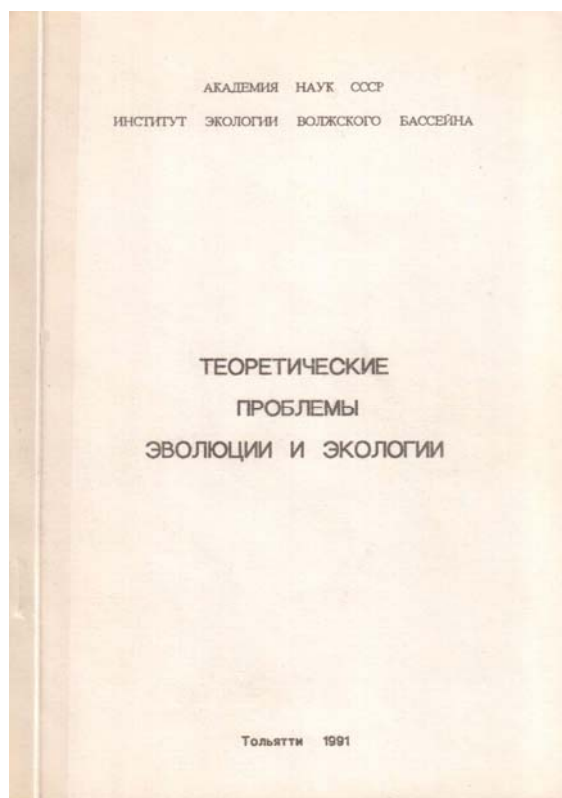 АКАДЕМИЯ НАУК СССР
ИНСТИТУТ ЭКОЛОГИИ ВОЛЖСКОГО БАССЕЙНА
ТЕОРЕТИЧЕСКИЕ
ПРОБЛЕМЫ
ЭВОЛЮЦИИ И ЭКОЛОГИИ
Тольятти 1991